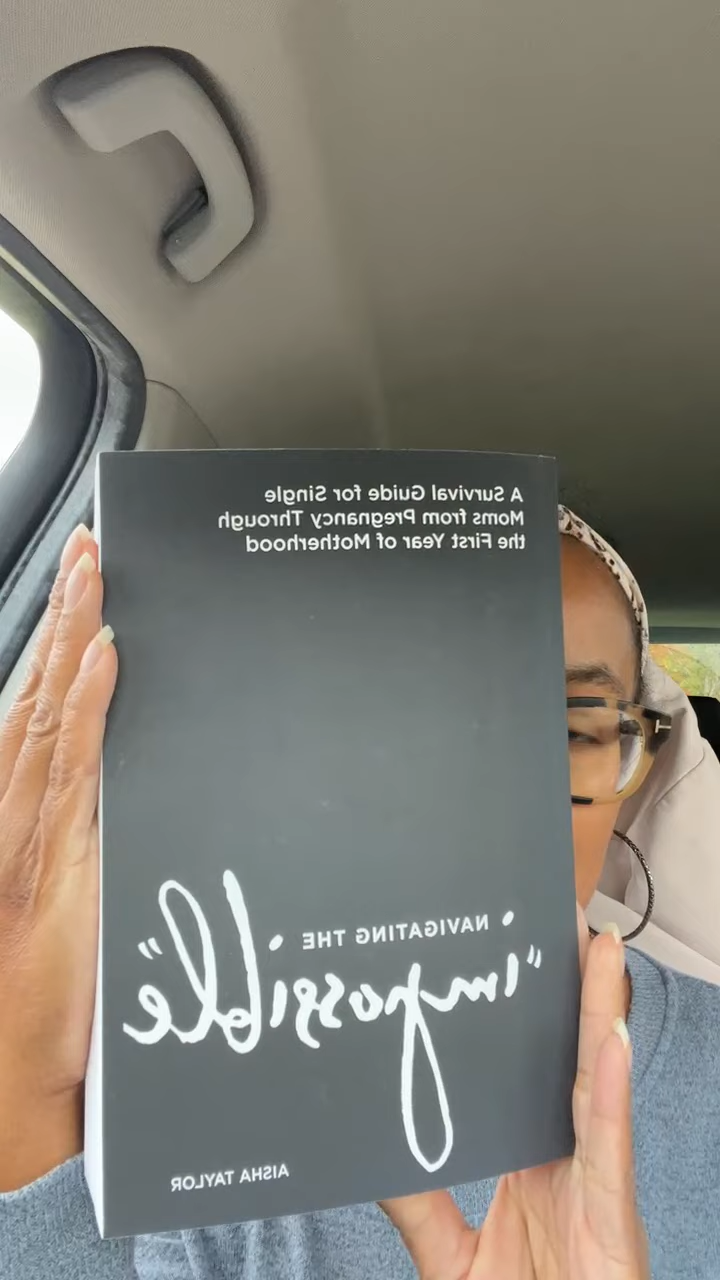 A Survival Guide for Single
Moms from Pregnancy Through
the First Year of Motherhood
NAVIGATING THE
"impossible"
AISHA TAYLOR
T